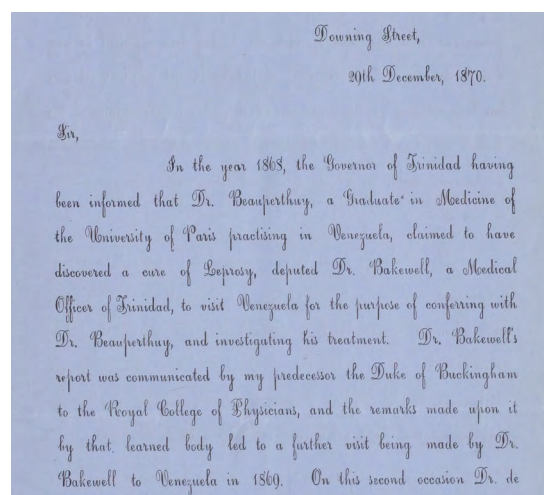 Downing Street,
29th December, 1870.
Sir,
In the year 1868, the Governor of Trinidad having
been informed that Dr. Beauperthuy, a Graduate in Medicine of
the University of Paris practising in Venezuela, claimed to have
discovered a cure of Leprosy, deputed Dr. Bakewell, a Medical
Officer of Trinidad, to visit Venezuela for the purpose of conferring with
Dr. Beauperthuy, and investigating his treatment. Dr. Bakewell's
report was communicated by my predecessor the Duke of Buckingham
to the Royal College of Physicians, and the remarks made upon it
by that learned body led to a further visit being made by Dr.
Bakewell to Venezuela in 1869. On this second occasion Dr. de